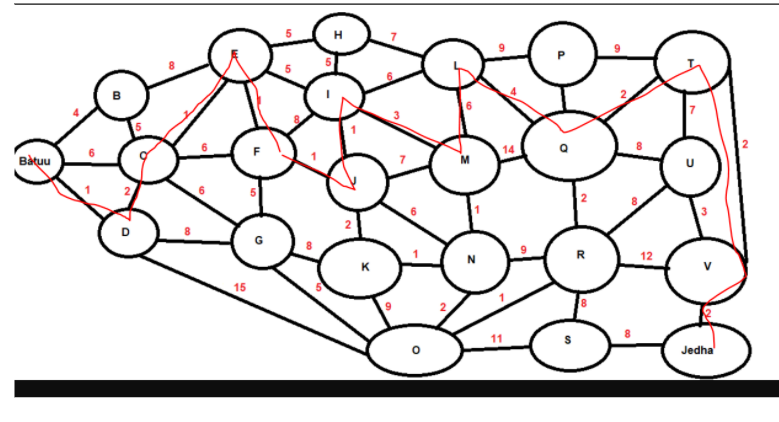 5 H 7
E 9 P 9 T
8 5 5 L
B I 6 4 2
4 5 1 1 8 3 6 7 2
1
Batuu 6 C 6 F 1 7 M 14 Q 8 U
1 2 6 5 J
D 8 G 2 6 1 2 8 3
8 K 1 N 9 R 12 V
15 5 9 2 1 8 2
O 11 S 8 Jedha